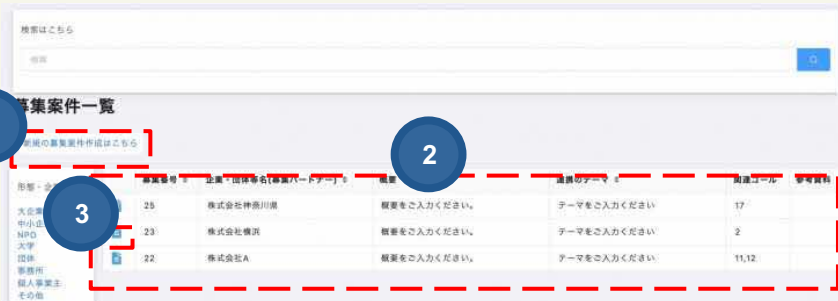 検索はこちら
検索
募集案件一覧
新規の募集案件作成はこちら
2
3
形態・企
募集番号 企業・団体等名[募集パートナー] 概要 連携のテーマ 関連ゴール 参考資料
25 株式会社神奈川県 概要をご入力ください。 テーマをご入力ください 17
23 株式会社横浜 概要をご入力ください。 テーマをご入力ください 2
22 株式会社A 概要をご入力ください。 テーマをご入力ください 11,12
大企業
中小企
NPO
大学
団体
事務所
個人事業主
その他